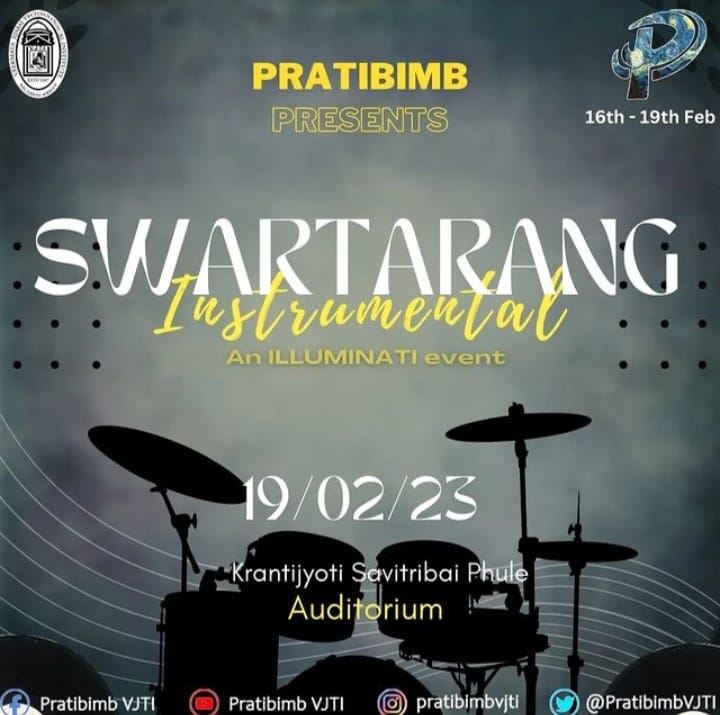 PRATIBIMB
PRESENTS
16th - 19th Feb
SWARTARANG
Instrumental
An ILLUMINATI event
19/02/23
Krantijyoti Savitribai Phule
Auditorium
Pratibimb VJTI
Pratibimb VJTI
pratibimbvjti
@PratibimbVJTI